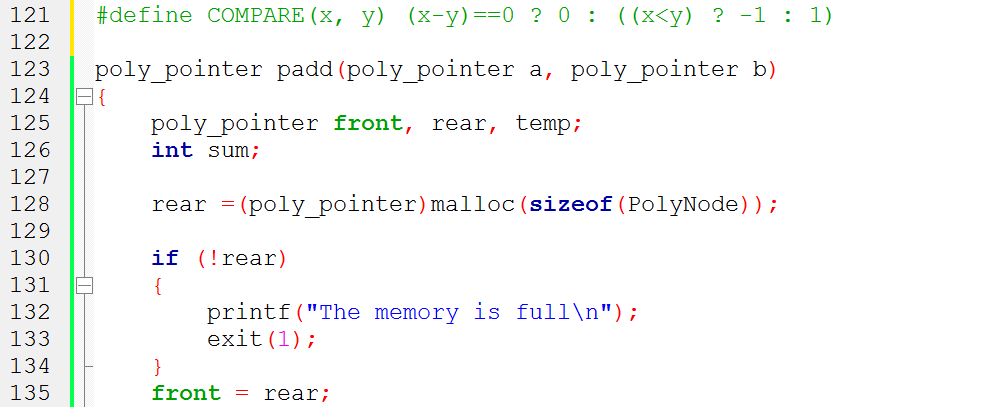 121 #define COMPARE(x, y) (x-y)==0 ? 0 : ((x<y) ? -1 : 1)
122
123 poly_pointer padd(poly_pointer a, poly_pointer b)
124 {
125     poly_pointer front, rear, temp;
126     int sum;
127
128     rear =(poly_pointer)malloc(sizeof(PolyNode));
129
130     if (!rear)
131     {
132         printf("The memory is full\n");
133         exit(1);
134     }
135     front = rear;